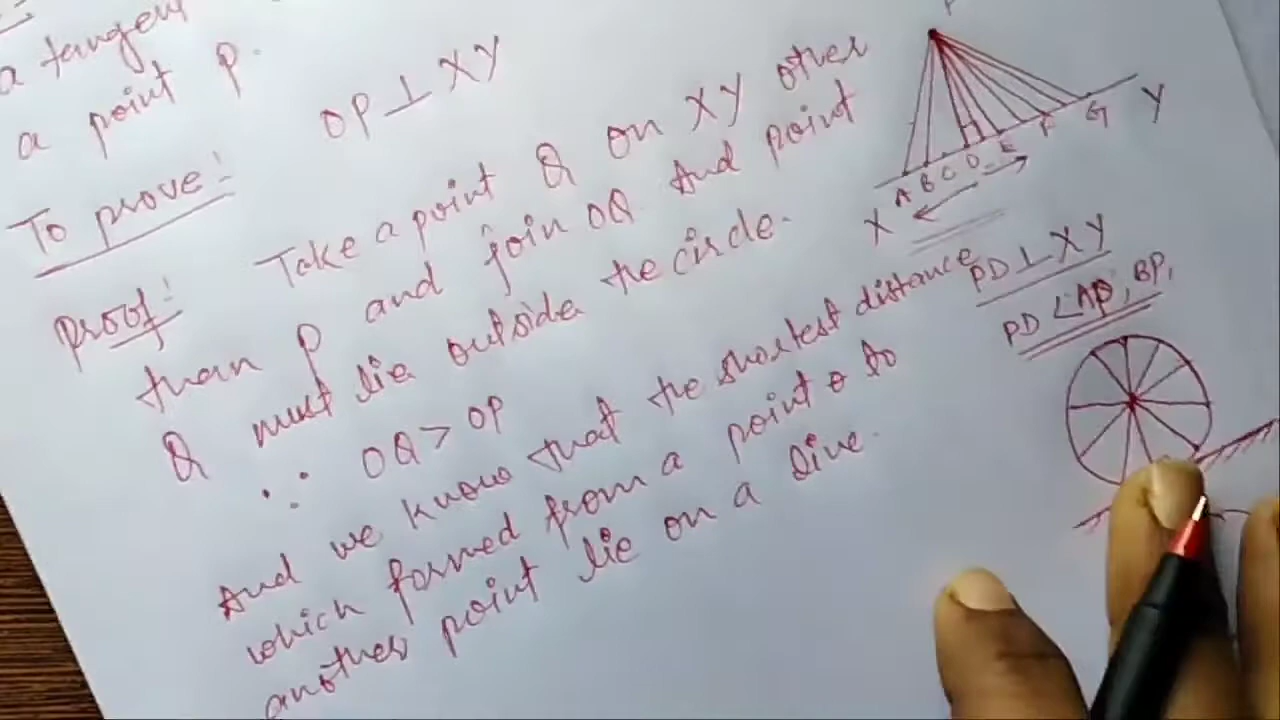 a tangent
a point P.
To prove:- OP ⊥ XY
Proof:- Take a point Q on XY other
than P and join OQ And point
Q must lie outside the circle.
∴ OQ > OP
And we know that the shortest distance
which formed from a point o to
another point lie on a line.
P
A B C D E F G Y
X
PD ⊥ XY
PD < AP, BP,